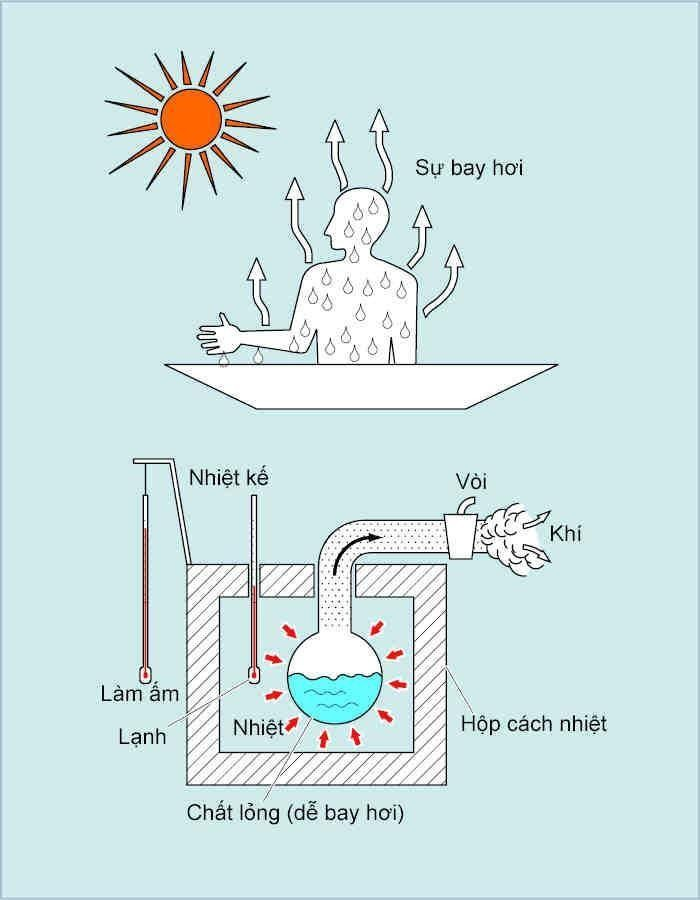 Sự bay hơi
Nhiệt kế
Vòi
Khí
Làm ấm
Lạnh
Nhiệt
Hộp cách nhiệt
Chất lỏng (dễ bay hơi)